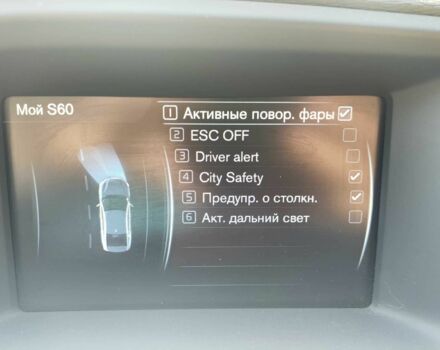 Мой S60
1 Активные повор. фары
2 ESC OFF
3 Driver alert
4 City Safety
5 Предупр. о столкн.
6 Акт. дальний свет